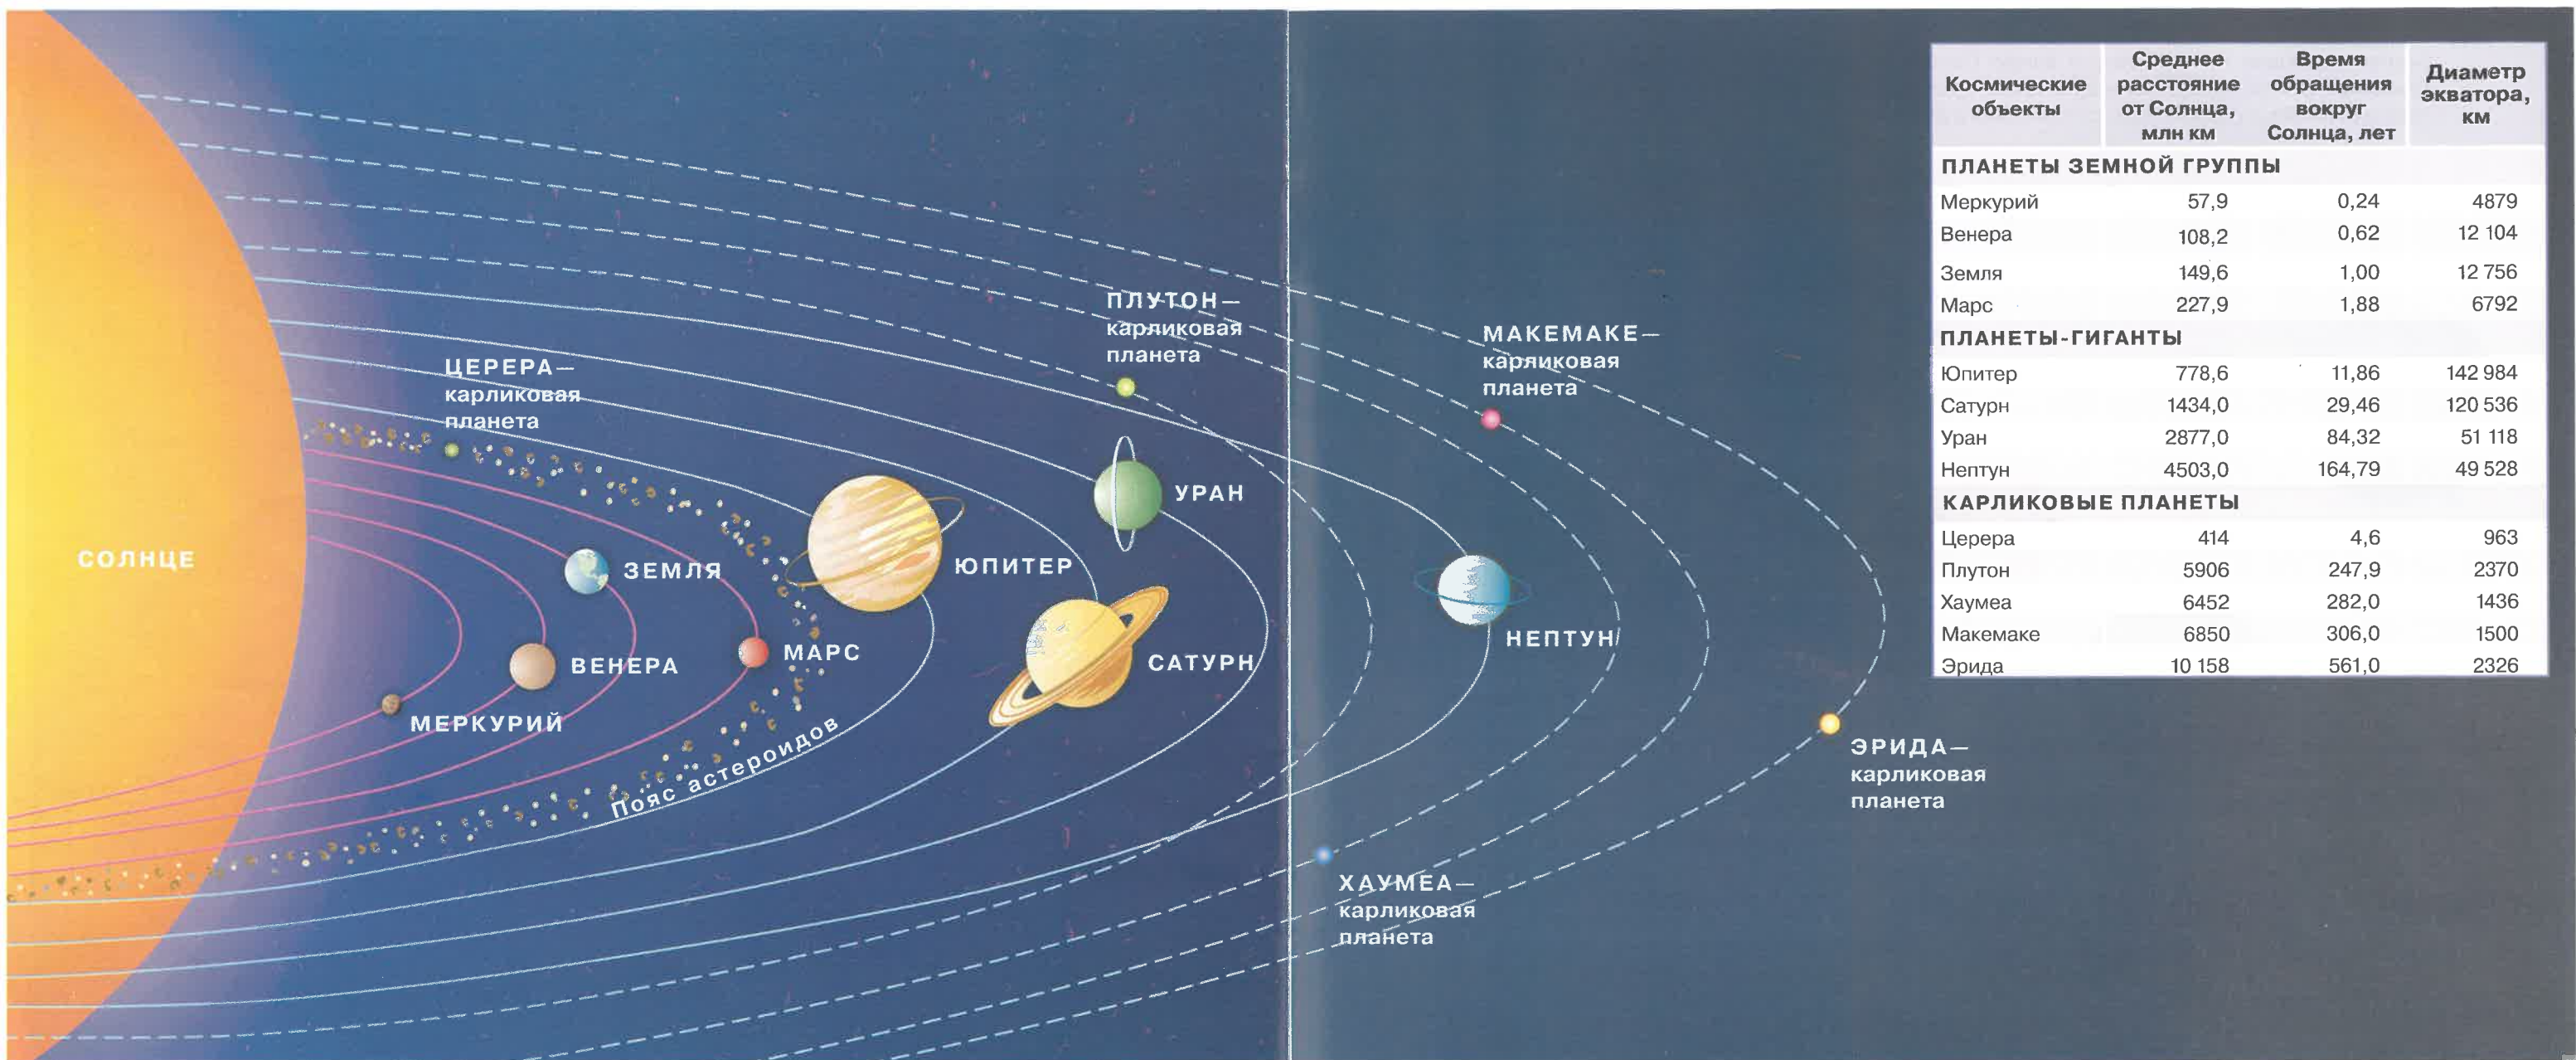 СОЛНЦЕ
ЦЕРЕРА—
карликовая
планета
ПЛУТОН—
карликовая
планета
МАКЕМАКЕ—
карликовая
планета
УРАН
ЮПИТЕР
ЗЕМЛЯ
НЕПТУН
МАРС
ВЕНЕРА
САТУРН
МЕРКУРИЙ
Пояс астероидов
ЭРИДА—
карликовая
планета
ХАУМЕА—
карликовая
планета
Космические объекты Среднее расстояние от Солнца, млн км Время обращения вокруг Солнца, лет Диаметр экватора, км
ПЛАНЕТЫ ЗЕМНОЙ ГРУППЫ
Меркурий 57,9 0,24 4879
Венера 108,2 0,62 12 104
Земля 149,6 1,00 12 756
Марс 227,9 1,88 6792
ПЛАНЕТЫ-ГИГАНТЫ
Юпитер 778,6 11,86 142 984
Сатурн 1434,0 29,46 120 536
Уран 2877,0 84,32 51 118
Нептун 4503,0 164,79 49 528
КАРЛИКОВЫЕ ПЛАНЕТЫ
Церера 414 4,6 963
Плутон 5906 247,9 2370
Хаумеа 6452 282,0 1436
Макемаке 6850 306,0 1500
Эрида 10 158 561,0 2326